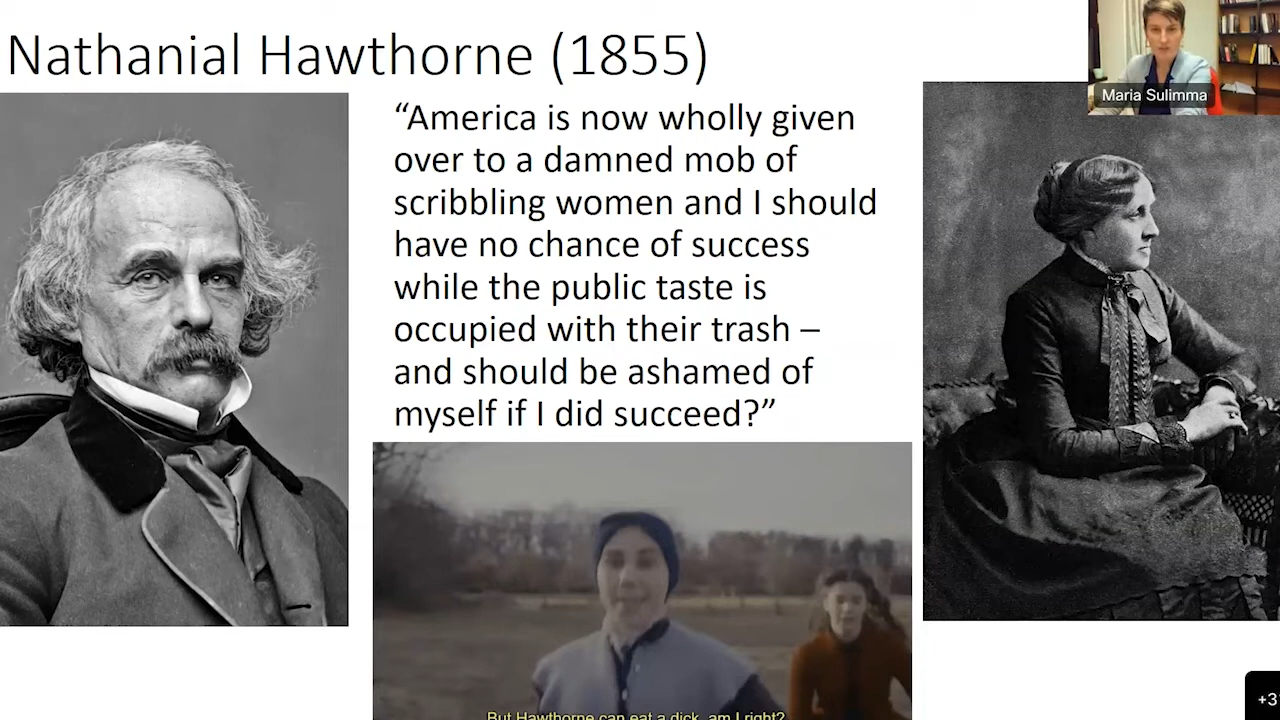 Nathanial Hawthorne (1855)
Maria Sulimma
“America is now wholly given
over to a damned mob of
scribbling women and I should
have no chance of success
while the public taste is
occupied with their trash –
and should be ashamed of
myself if I did succeed?”
But Hawthorne can eat a dick, am I right?